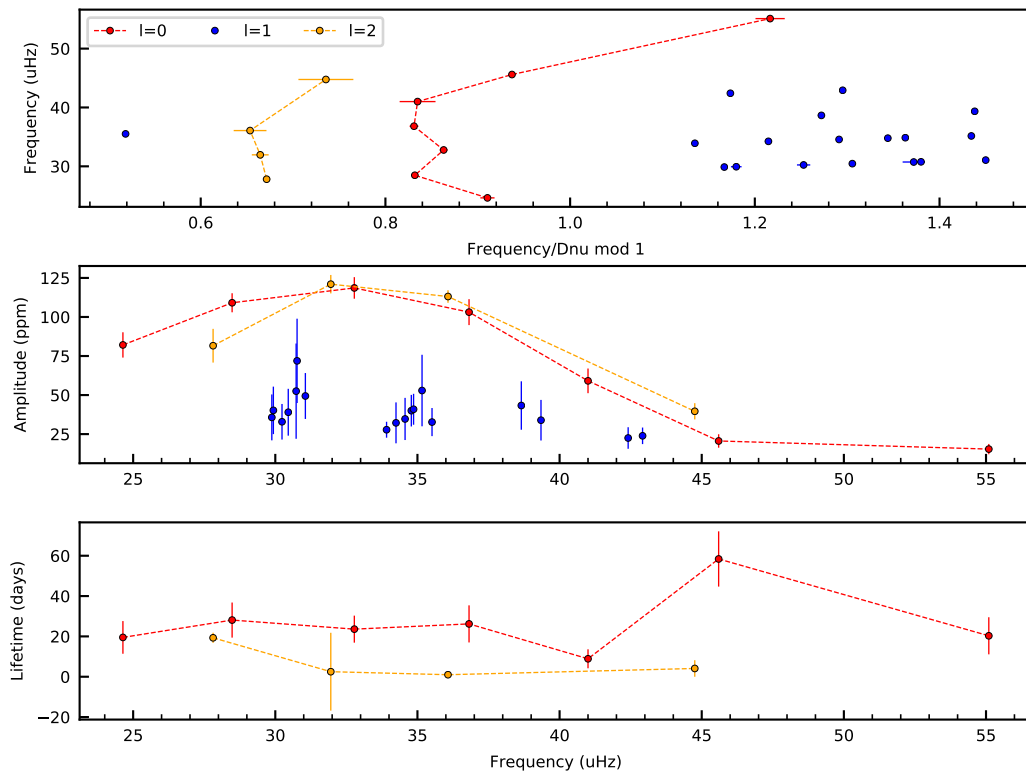 l=0 l=1 l=2
Frequency (uHz)
50
40
30
0.6 0.8 1.0 1.2 1.4
Frequency/Dnu mod 1
Amplitude (ppm)
125
100
75
50
25
25 30 35 40 45 50 55
Lifetime (days)
60
40
20
0
−20
25 30 35 40 45 50 55
Frequency (uHz)